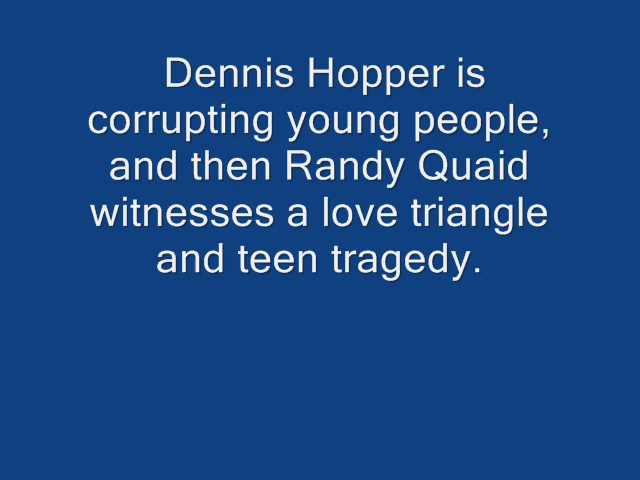 Dennis Hopper is
corrupting young people,
and then Randy Quaid
witnesses a love triangle
and teen tragedy.